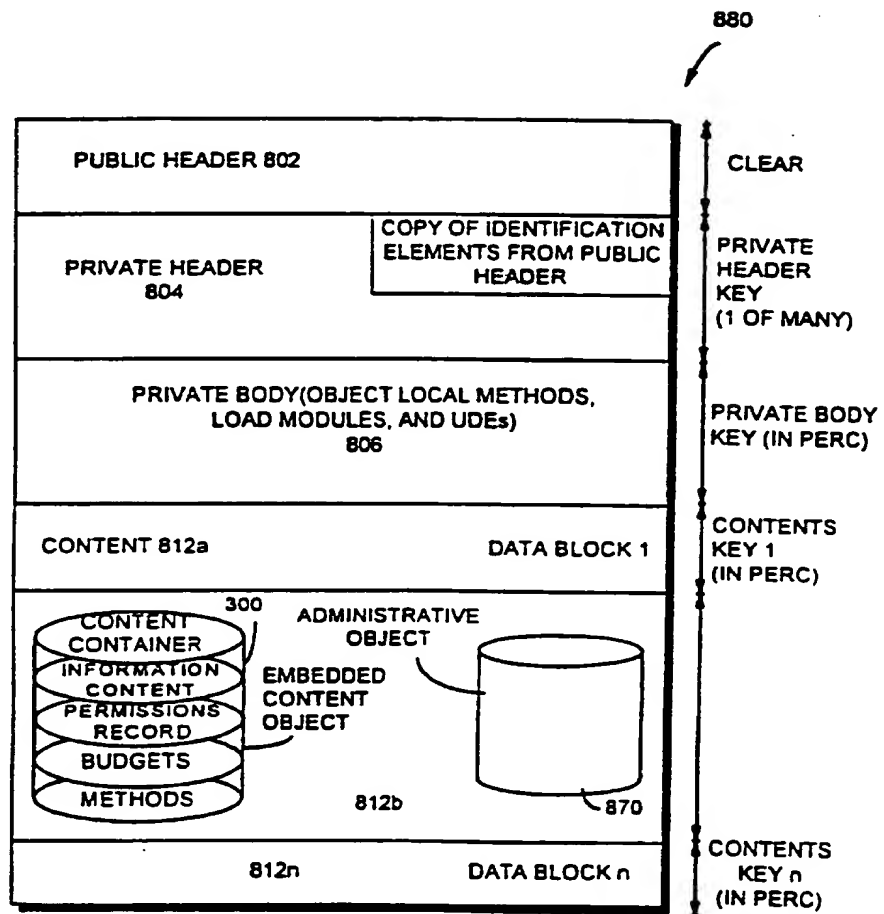 880
PUBLIC HEADER 802
CLEAR
COPY OF IDENTIFICATION
ELEMENTS FROM PUBLIC
HEADER
PRIVATE HEADER
804
PRIVATE
HEADER
KEY
(1 OF MANY)
PRIVATE BODY(OBJECT LOCAL METHODS,
LOAD MODULES, AND UDEs)
806
PRIVATE BODY
KEY (IN PERC)
CONTENT 812a
DATA BLOCK 1
CONTENTS
KEY 1
(IN PERC)
CONTENT
CONTAINER
INFORMATION
CONTENT
PERMISSIONS
RECORD
BUDGETS
METHODS
300
EMBEDDED
CONTENT
OBJECT
ADMINISTRATIVE
OBJECT
870
812b
812n
DATA BLOCK n
CONTENTS
KEY n
(IN PERC)